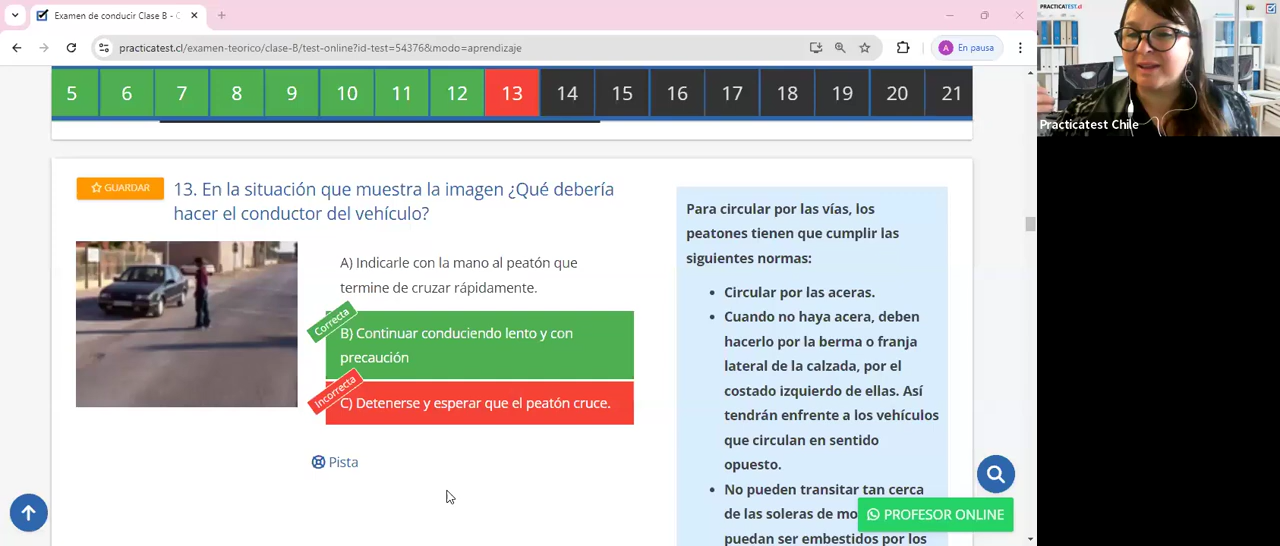 Examen de conducir Clase B - C
practicatest.cl/examen-teorico/clase-B/test-online?id-test=54376&modo=aprendizaje
A En pausa
PRACTICATEST.cl
Practicatest Chile
5 6 7 8 9 10 11 12 13 14 15 16 17 18 19 20 21
GUARDAR
13. En la situación que muestra la imagen ¿Qué debería
hacer el conductor del vehículo?
A) Indicarle con la mano al peatón que
termine de cruzar rápidamente.
Correcta
B) Continuar conduciendo lento y con
precaución
Incorrecta
C) Detenerse y esperar que el peatón cruce.
Pista
Para circular por las vías, los
peatones tienen que cumplir las
siguientes normas:
• Circular por las aceras.
• Cuando no haya acera, deben
hacerlo por la berma o franja
lateral de la calzada, por el
costado izquierdo de ellas. Así
tendrán enfrente a los vehículos
que circulan en sentido
opuesto.
• No pueden transitar tan cerca
de las soleras de mo
puedan ser embestidos por los
PROFESOR ONLINE